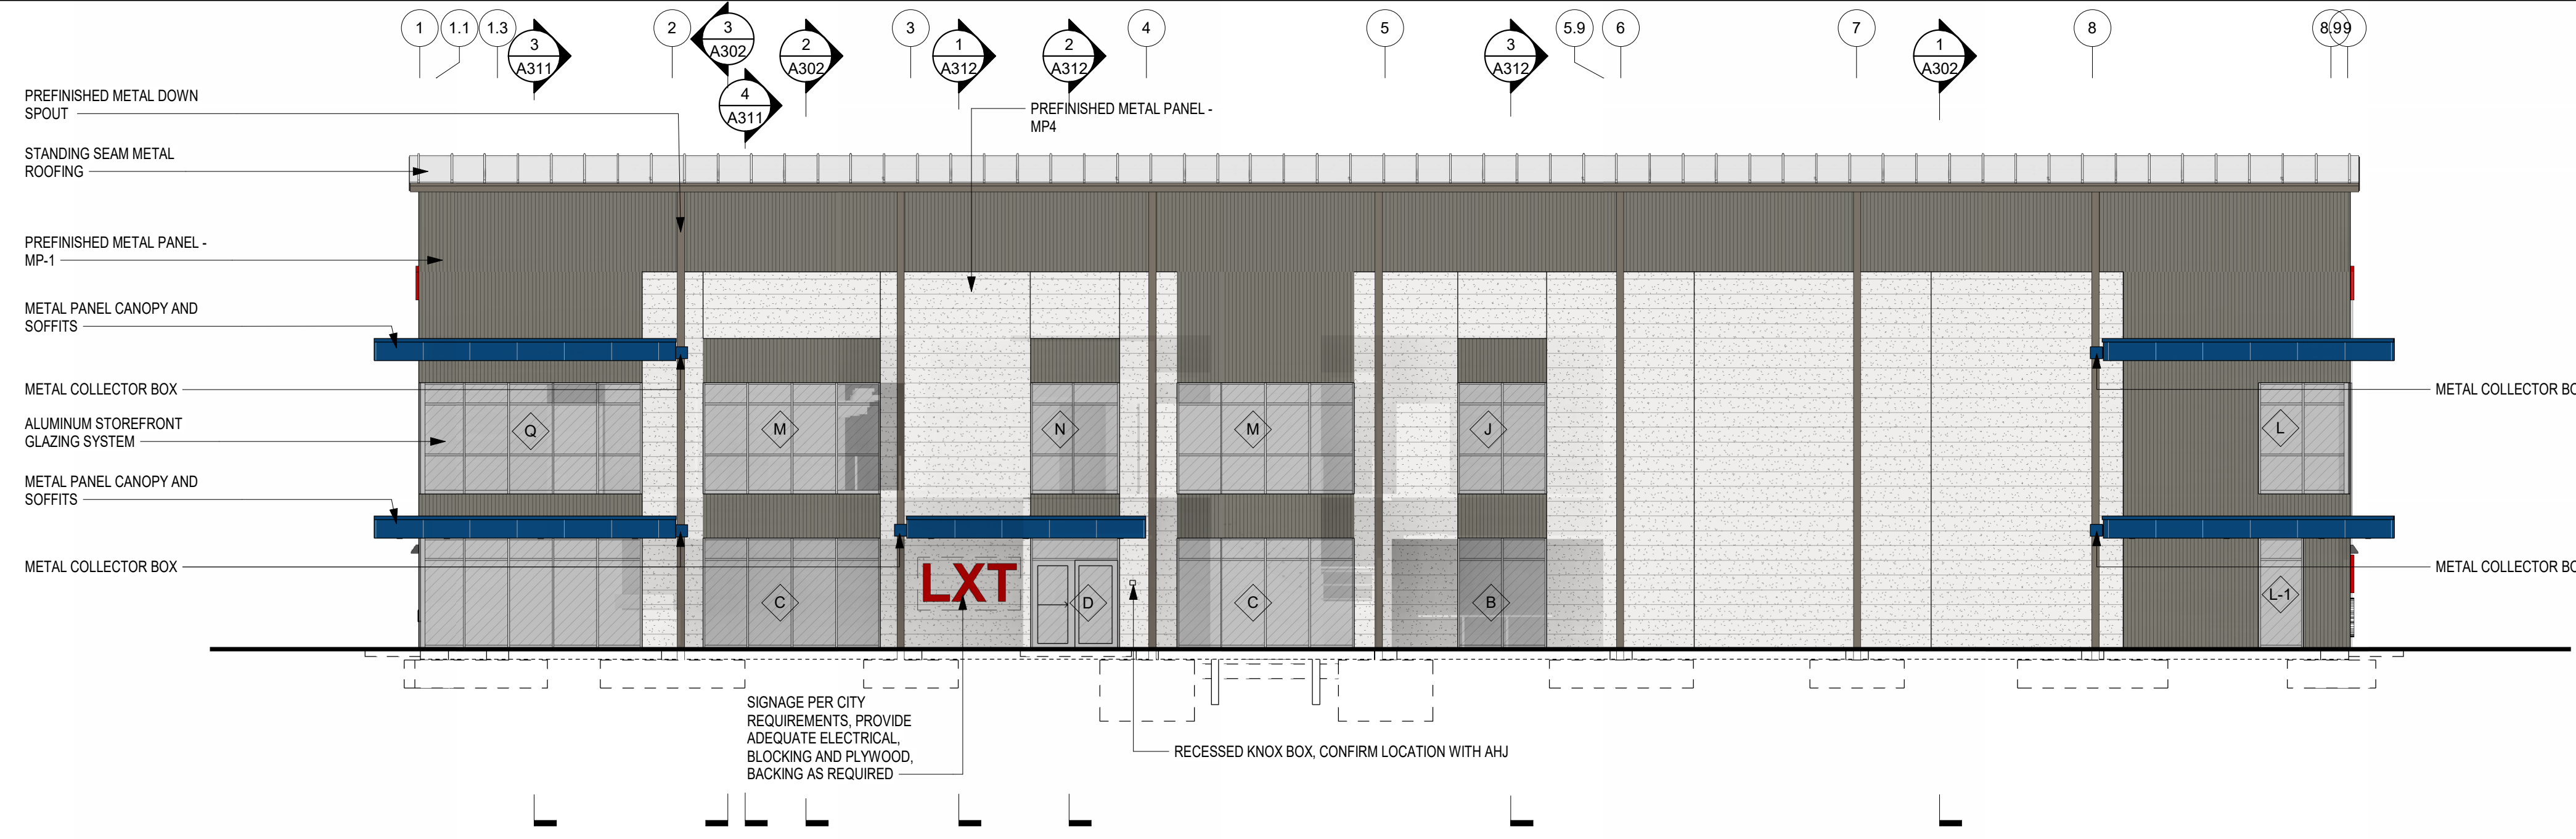 1
1.1
1.3
3
A311
2
3
A302
4
A311
2
A302
3
1
A312
2
A312
4
5
3
A312
5.9
6
7
1
A302
8
8.9
9
PREFINISHED METAL DOWN
SPOUT
PREFINISHED METAL PANEL -
MP4
STANDING SEAM METAL
ROOFING
PREFINISHED METAL PANEL -
MP-1
METAL PANEL CANOPY AND
SOFFITS
METAL COLLECTOR BOX
METAL COLLECTOR BO
ALUMINUM STOREFRONT
GLAZING SYSTEM
Q
M
N
M
J
L
METAL PANEL CANOPY AND
SOFFITS
METAL COLLECTOR BOX
METAL COLLECTOR BO
C
LXT
D
C
B
L-1
SIGNAGE PER CITY
REQUIREMENTS, PROVIDE
ADEQUATE ELECTRICAL,
BLOCKING AND PLYWOOD,
BACKING AS REQUIRED
RECESSED KNOX BOX, CONFIRM LOCATION WITH AHJ